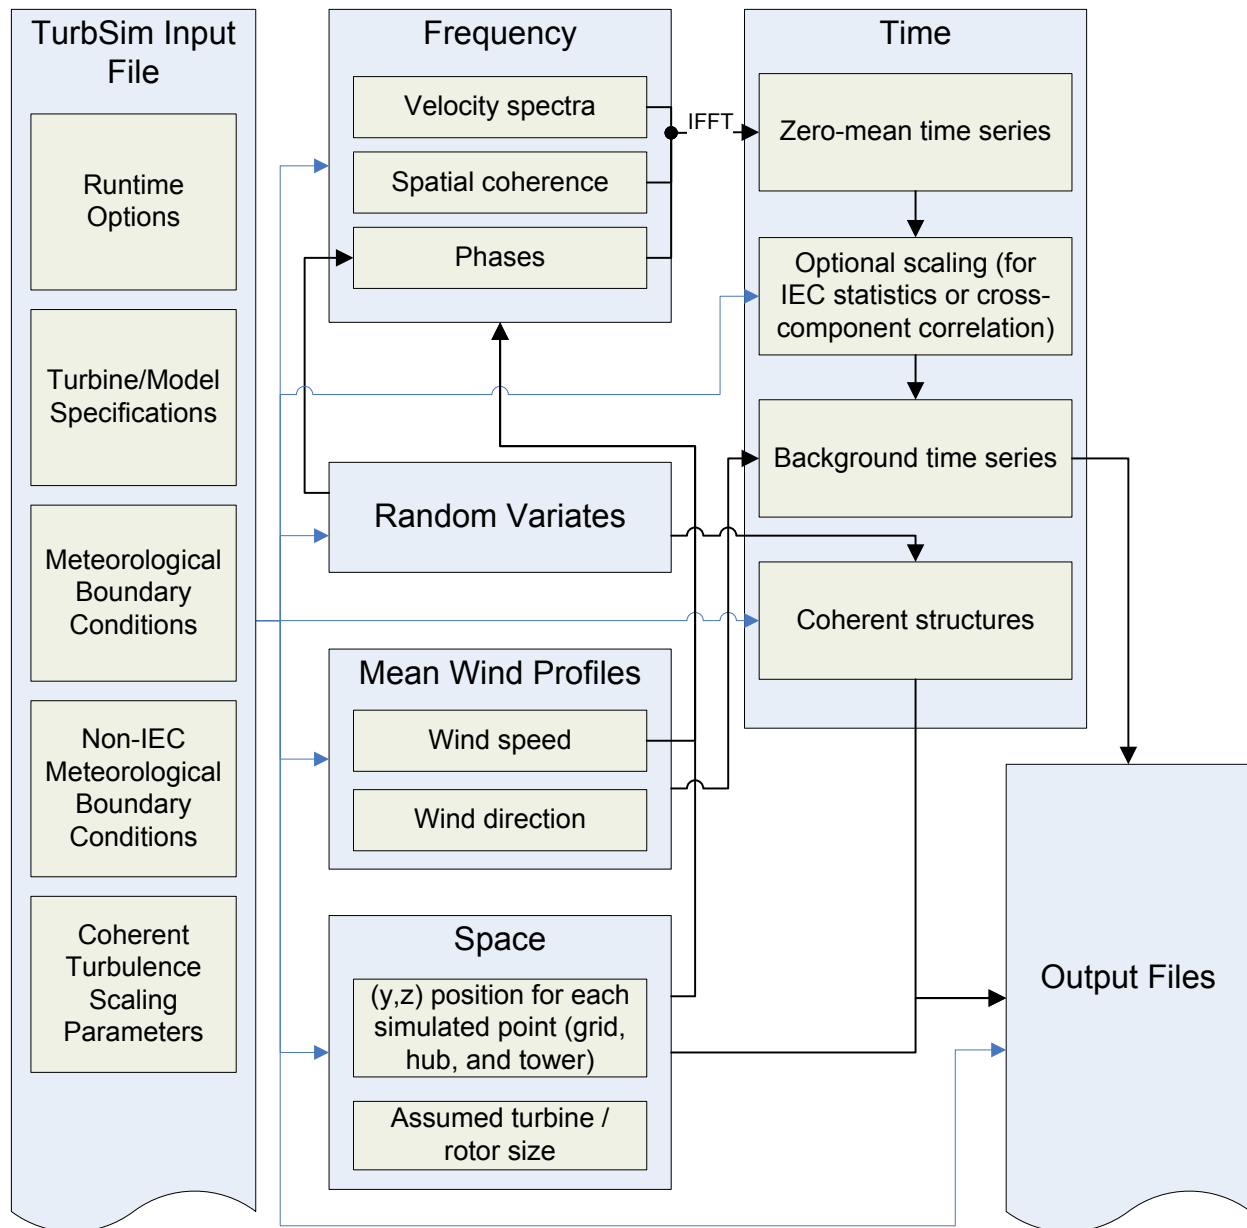 TurbSim Input
File
Runtime
Options
Turbine/Model
Specifications
Meteorological
Boundary
Conditions
Non-IEC
Meteorological
Boundary
Conditions
Coherent
Turbulence
Scaling
Parameters
Frequency
Velocity spectra
Spatial coherence
Phases
IFFT
Random Variates
Mean Wind Profiles
Wind speed
Wind direction
Space
(y,z) position for each
simulated point (grid,
hub, and tower)
Assumed turbine /
rotor size
Time
Zero-mean time series
Optional scaling (for
IEC statistics or cross-
component correlation)
Background time series
Coherent structures
Output Files